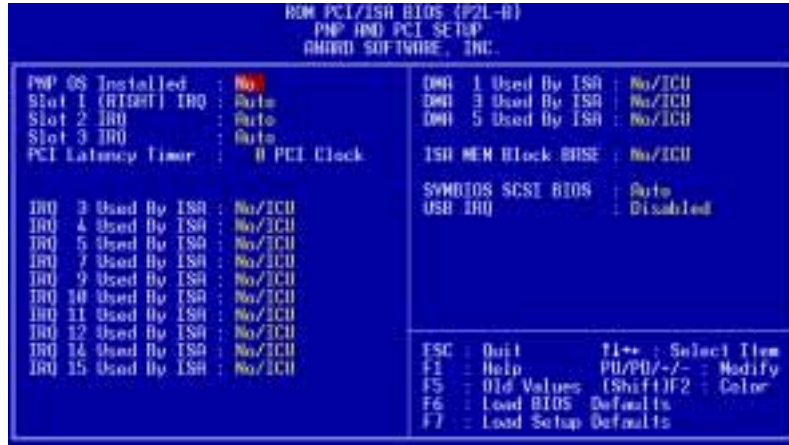 ROM PCI/ISA BIOS (P2L-B)
PNP AND PCI SETUP
AWARD SOFTWARE, INC.
PNP OS Installed : No
Slot 1 (RIGHT) IRQ : Auto
Slot 2 IRQ : Auto
Slot 3 IRQ : Auto
PCI Latency Timer : 0 PCI Clock
IRQ 3 Used By ISA : No/ICU
IRQ 4 Used By ISA : No/ICU
IRQ 5 Used By ISA : No/ICU
IRQ 7 Used By ISA : No/ICU
IRQ 9 Used By ISA : No/ICU
IRQ 10 Used By ISA : No/ICU
IRQ 11 Used By ISA : No/ICU
IRQ 12 Used By ISA : No/ICU
IRQ 14 Used By ISA : No/ICU
IRQ 15 Used By ISA : No/ICU
DMA 1 Used By ISA : No/ICU
DMA 3 Used By ISA : No/ICU
DMA 5 Used By ISA : No/ICU
ISA MEM Block BASE : No/ICU
SYMBIOS SCSI BIOS : Auto
USB IRQ : Disabled
ESC : Quit ↑↓→← : Select Item
F1 : Help PU/PD/+/- : Modify
F5 : Old Values (Shift)F2 : Color
F6 : Load BIOS Defaults
F7 : Load Setup Defaults